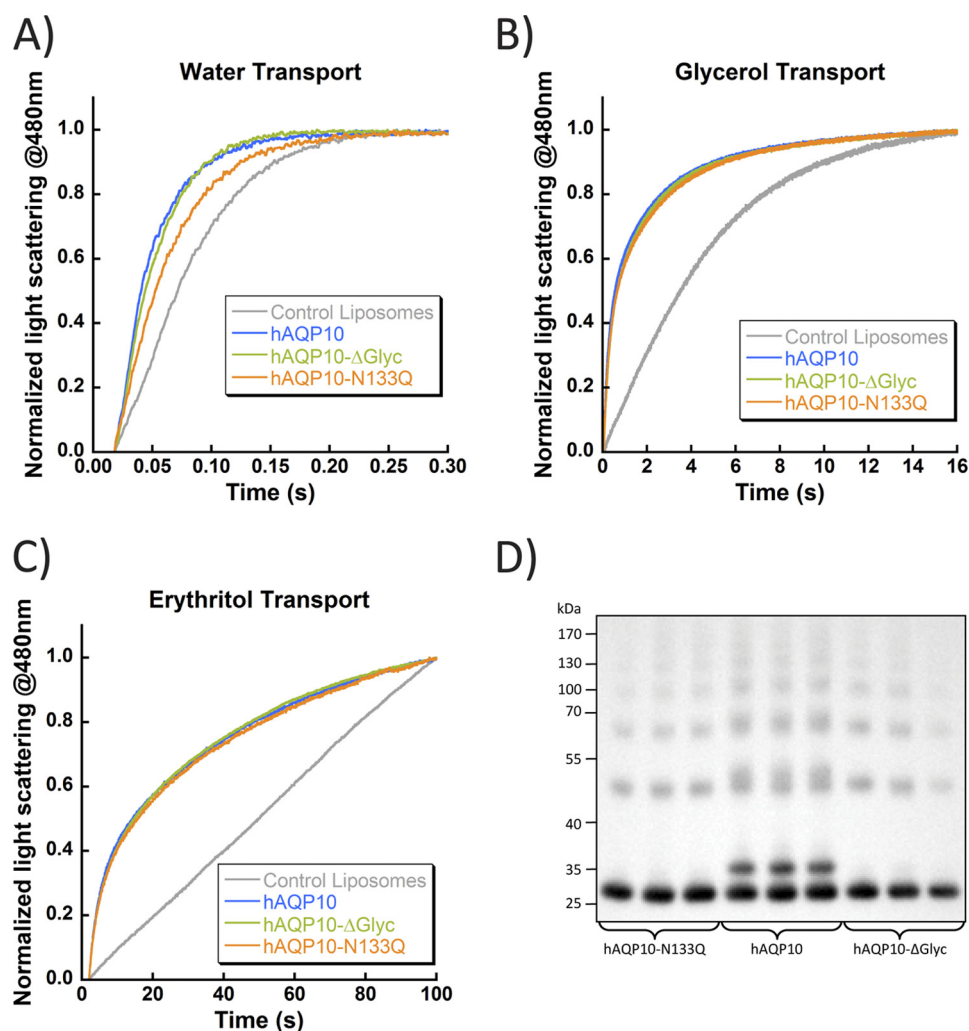 A)
Water Transport
Normalized light scattering @480nm
1.0
0.8
0.6
0.4
0.2
0.0
0.00 0.05 0.10 0.15 0.20 0.25 0.30
Time (s)
Control Liposomes
hAQP10
hAQP10-ΔGlyc
hAQP10-N133Q
B)
Glycerol Transport
Normalized light scattering @480nm
1.0
0.8
0.6
0.4
0.2
0.0
0 2 4 6 8 10 12 14 16
Time (s)
Control Liposomes
hAQP10
hAQP10-ΔGlyc
hAQP10-N133Q
C)
Erythritol Transport
Normalized light scattering @480nm
1.0
0.8
0.6
0.4
0.2
0.0
20 40 60 80 100
Time (s)
Control Liposomes
hAQP10
hAQP10-ΔGlyc
hAQP10-N133Q
D)
kDa
170
130
100
70
55
40
35
25
hAQP10-N133Q hAQP10 hAQP10-ΔGlyc